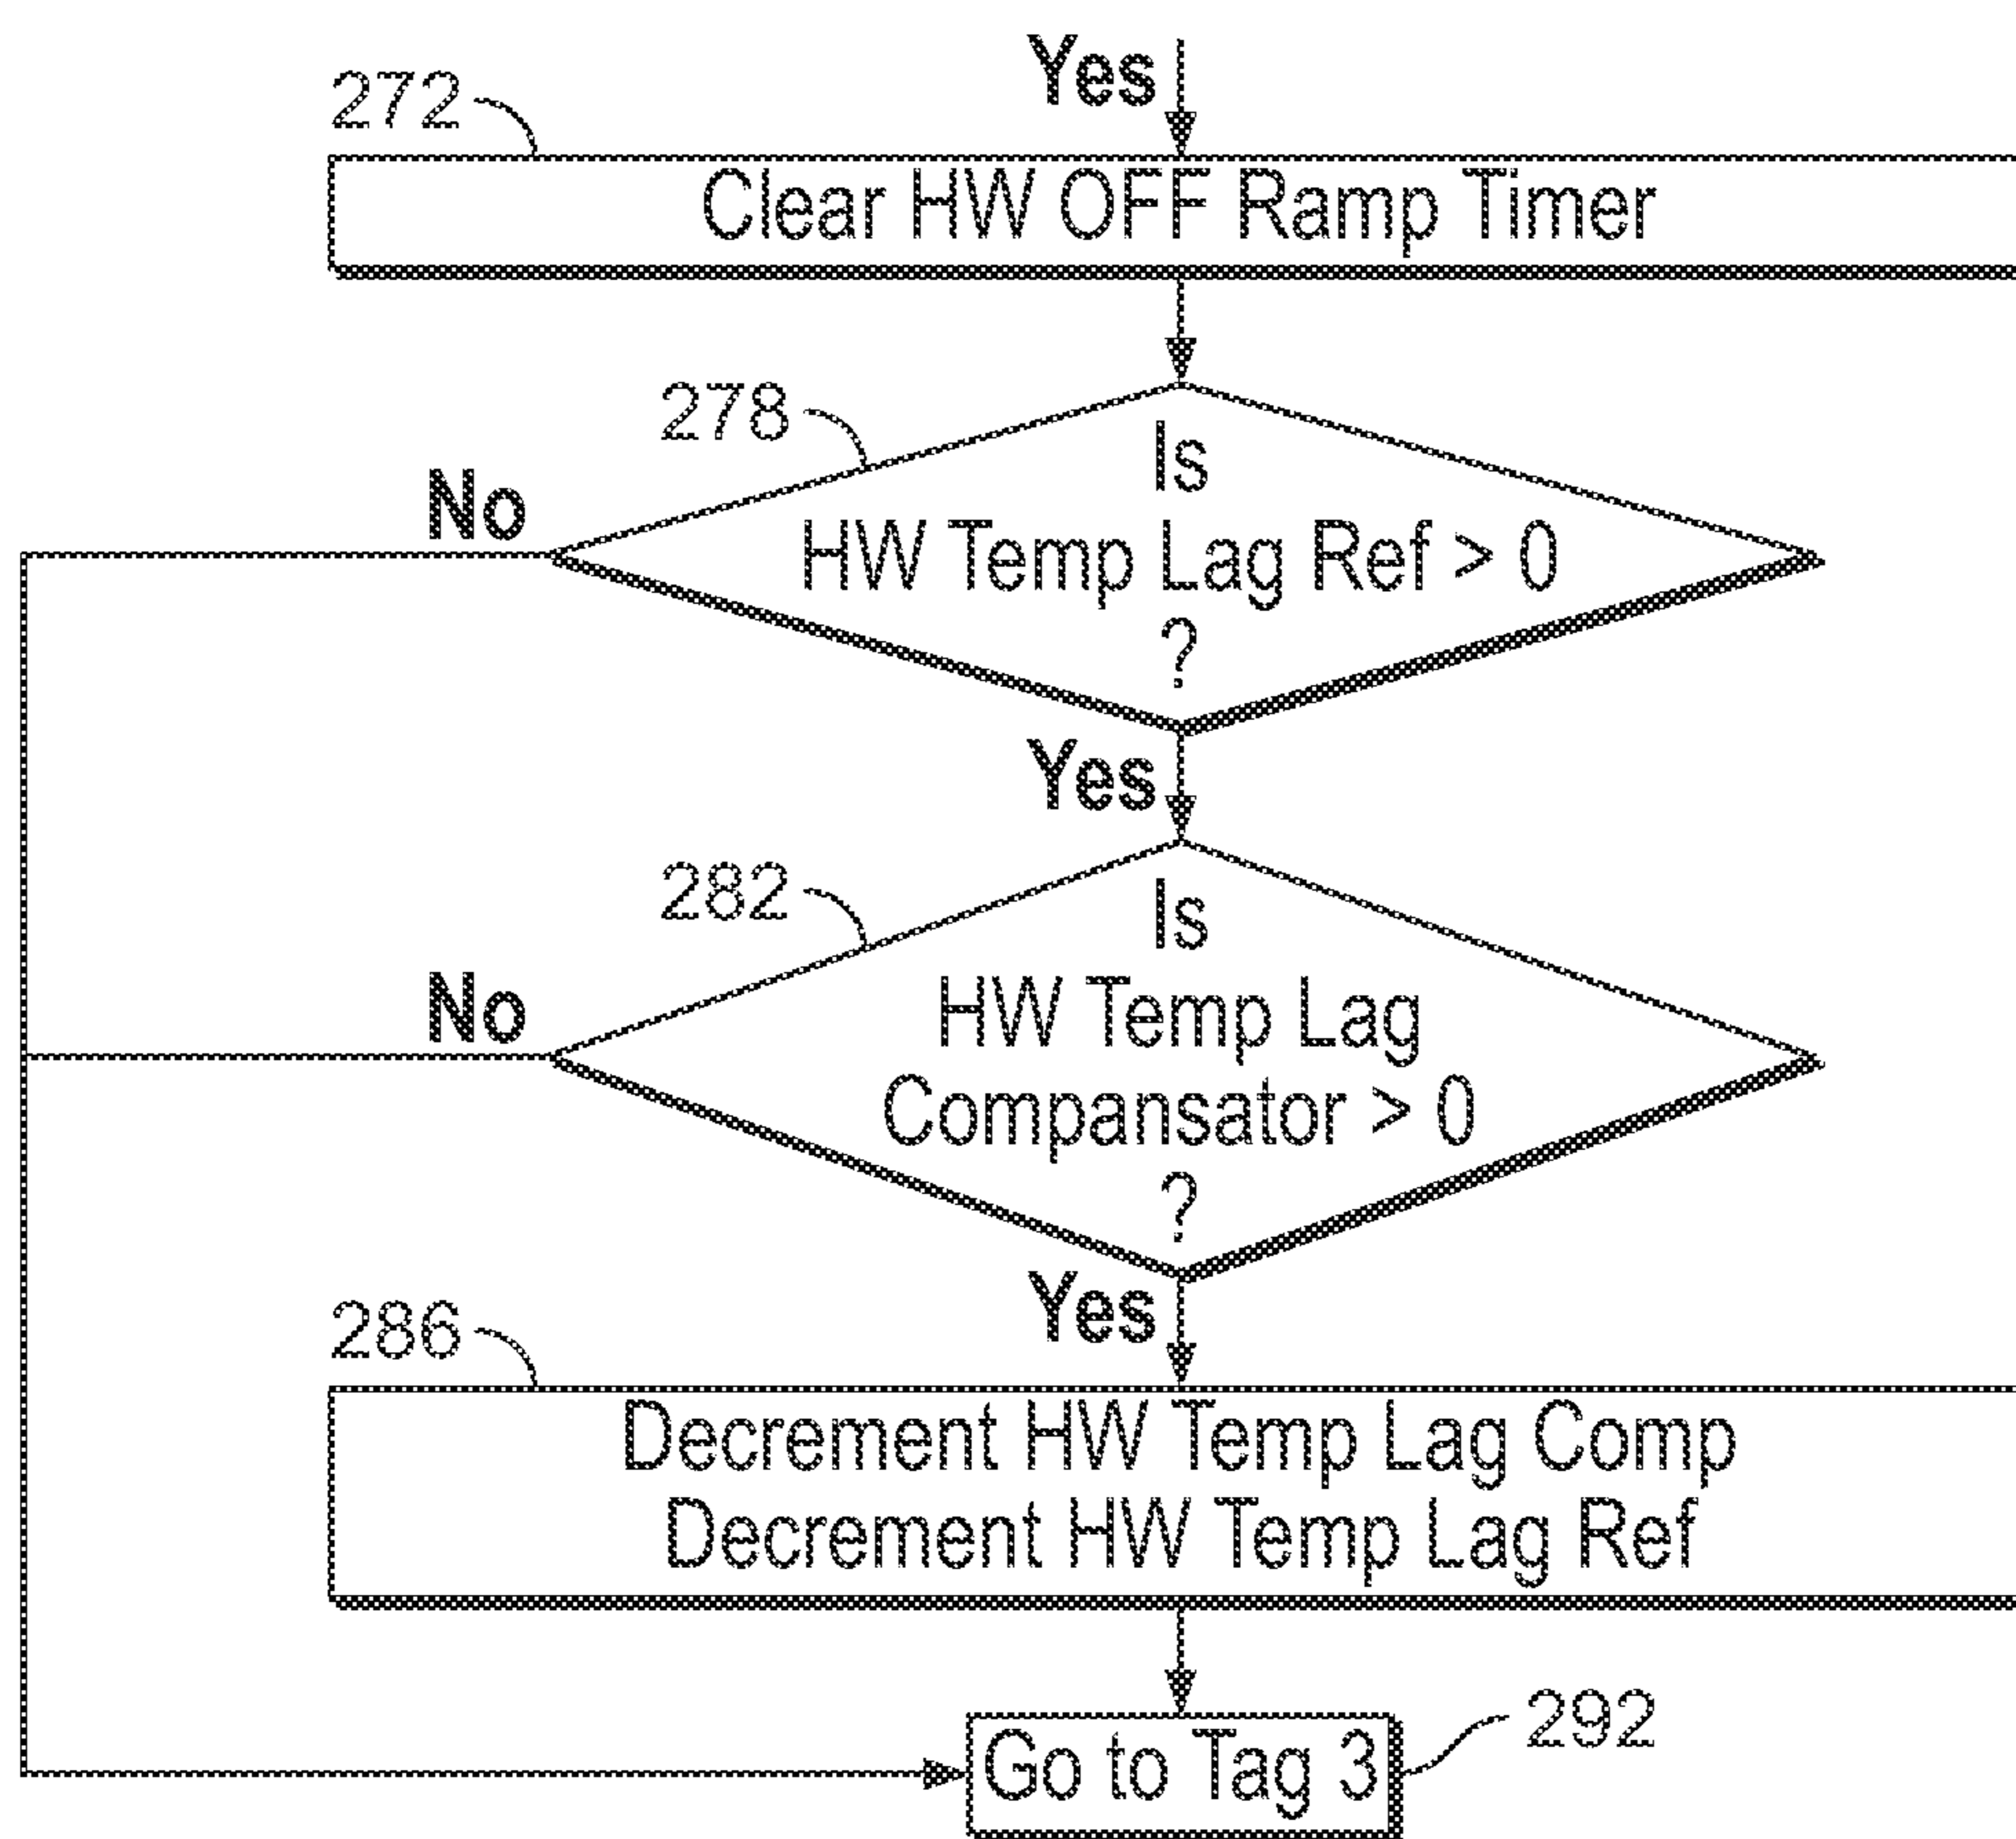 Yes
272
Clear HW OFF Ramp Timer
278
Is
No
HW Temp Lag Ref > 0
?
Yes
282
Is
No
HW Temp Lag
Compansator > 0
?
Yes
286
Decrement HW Temp Lag Comp
Decrement HW Temp Lag Ref
292
Go to Tag 3